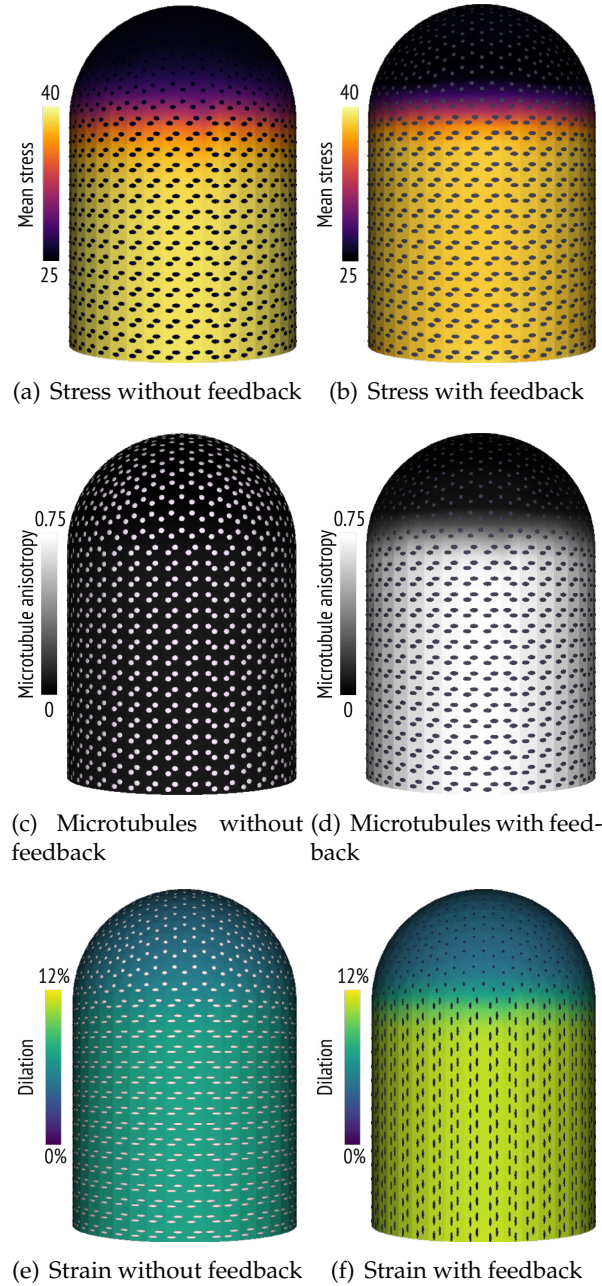 40
Mean stress
25
40
Mean stress
25
(a) Stress without feedback
(b) Stress with feedback
0.75
Microtubule anisotropy
0
0.75
Microtubule anisotropy
0
(c) Microtubules without
feedback
(d) Microtubules with feed-
back
12%
Dilation
0%
12%
Dilation
0%
(e) Strain without feedback
(f) Strain with feedback